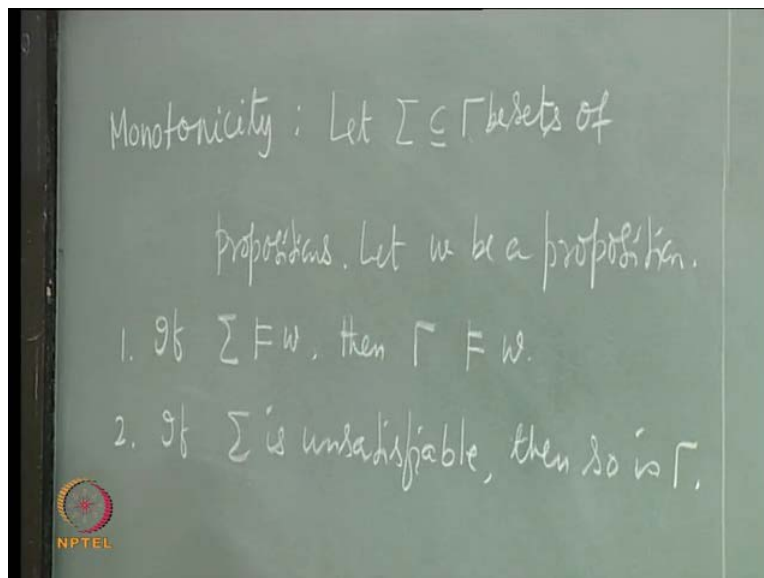 Monotonicity : Let Σ ⊆ Γ be sets of
propositions. Let w be a proposition.
1. If Σ ⊨ w, then Γ ⊨ w.
2. If Σ is unsatisfiable, then so is Γ.
NPTEL